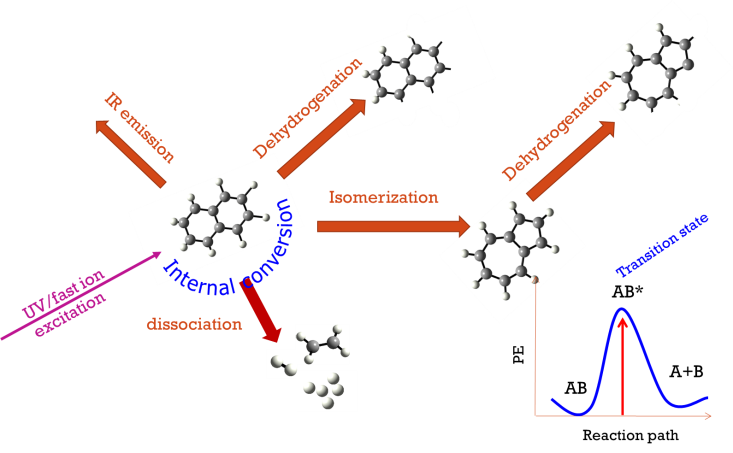 IR emission
Dehydrogenation
Dehydrogenation
Isomerization
Internal conversion
UV/fast ion
excitation
dissociation
Transition state
AB*
PE
AB
A+B
Reaction path